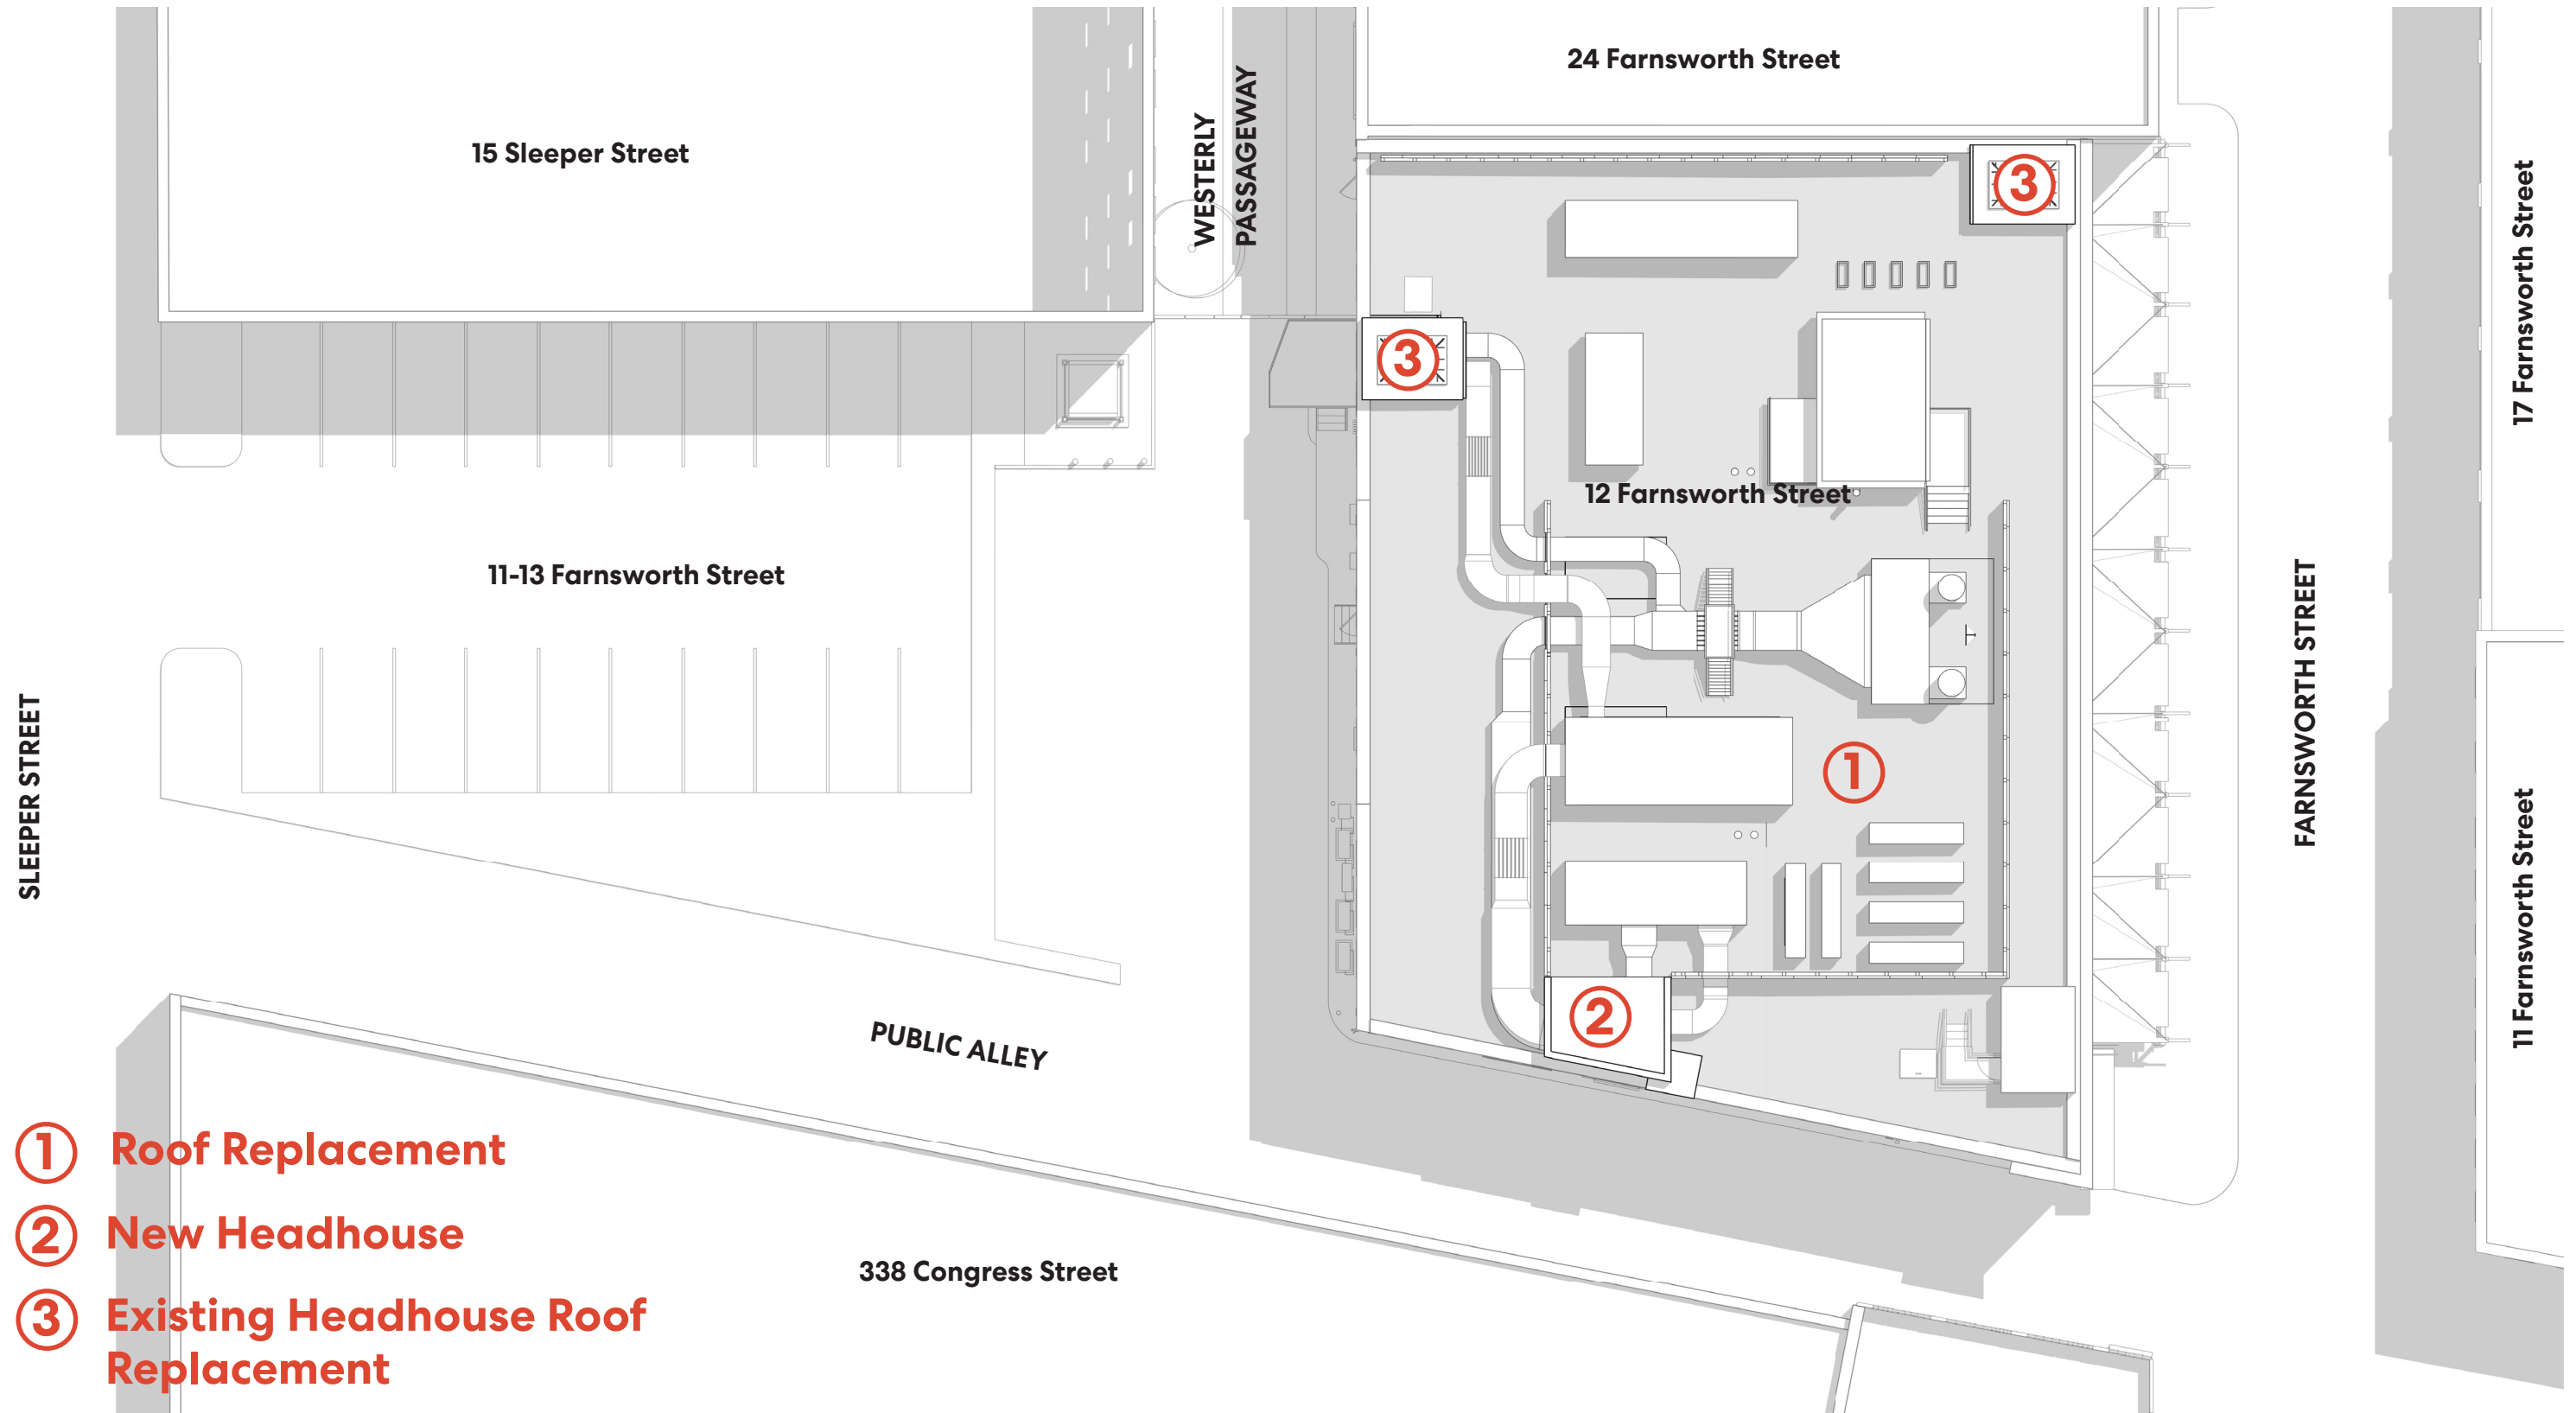 24 Farnsworth Street
15 Sleeper Street
WESTERLY
PASSAGEWAY
3
17 Farnsworth Street
3
12 Farnsworth Street
11-13 Farnsworth Street
FARNSWORTH STREET
SLEEPER STREET
1
11 Farnsworth Street
2
PUBLIC ALLEY
338 Congress Street
1 Roof Replacement
2 New Headhouse
3 Existing Headhouse Roof
Replacement